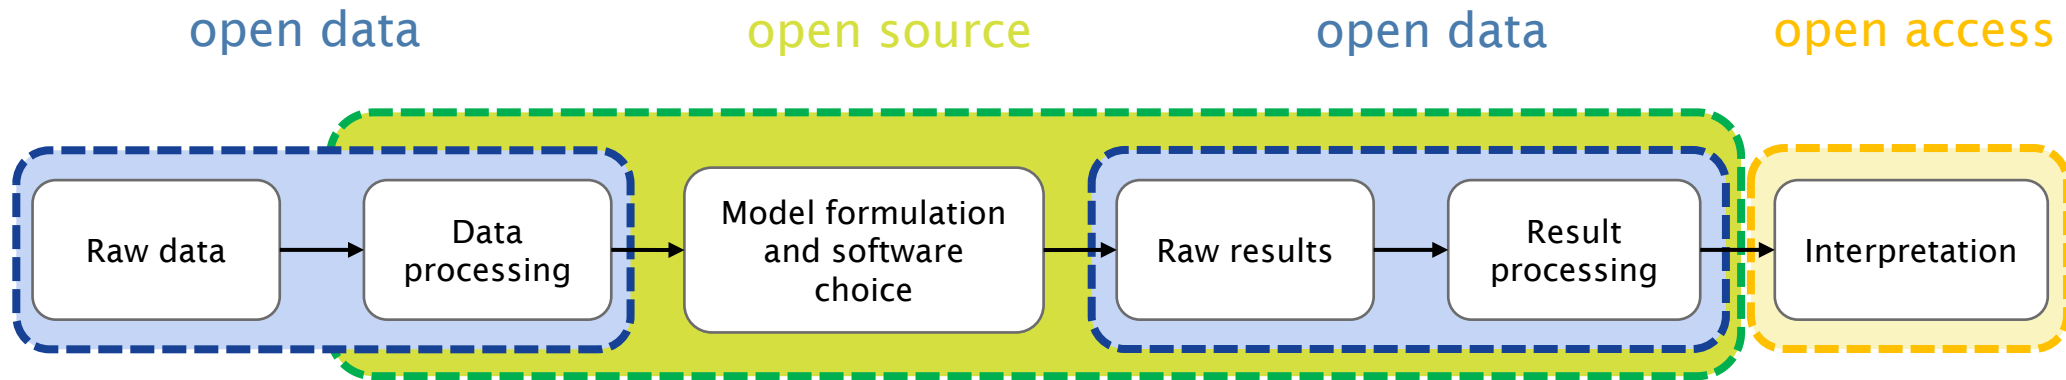 open data
open source
open data
open access
Raw data
Data
processing
Model formulation
and software
choice
Raw results
Result
processing
Interpretation